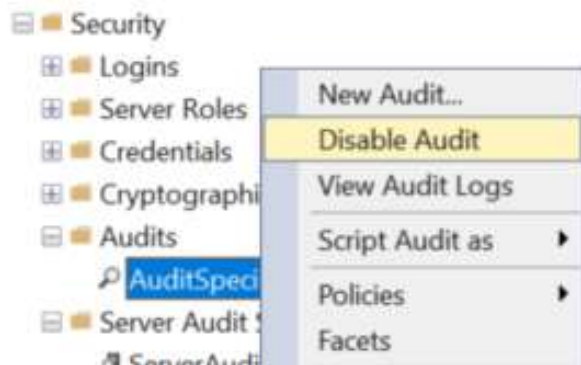 Security
Logins
Server Roles
Credentials
Cryptographi
Audits
AuditSpeci
Server Audit S
ServerAudi
New Audit...
Disable Audit
View Audit Logs
Script Audit as
Policies
Facets